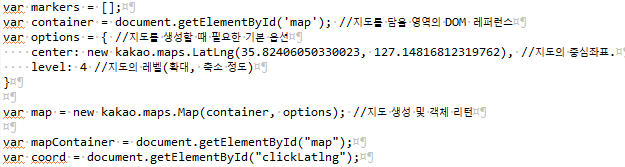 var markers = [];
var container = document.getElementById('map'); //지도를 담을 영역의 DOM 레퍼런스
var options = { //지도를 생성할 때 필요한 기본 옵션
    center: new kakao.maps.LatLng(35.82406050330023, 127.14816812319762), //지도의 중심좌표.
    level: 4 //지도의 레벨(확대, 축소 정도)
}

var map = new kakao.maps.Map(container, options); //지도 생성 및 객체 리턴

var mapContainer = document.getElementById("map");
var coord = document.getElementById("clickLatlng");